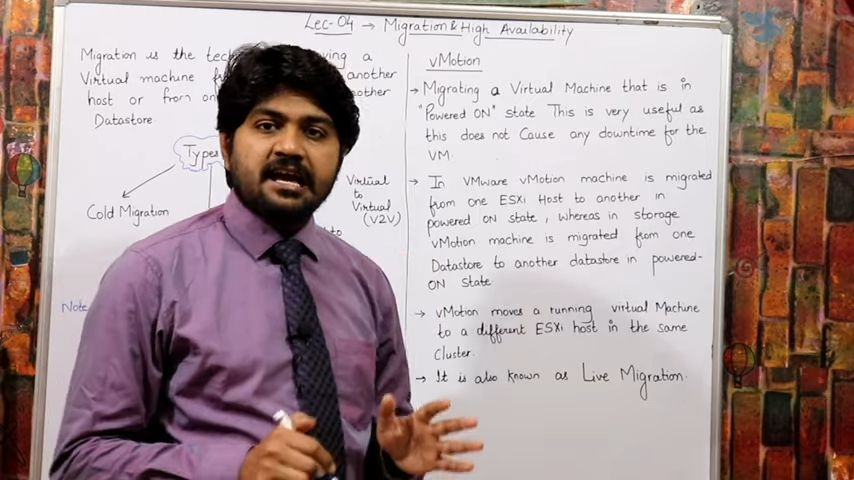 Lec-04 → Migration & High Availability
Migration is the a
Virtual machine another
host or from on another
Datastore
Types
Cold Migration
Virtual
to
Virtual
(V2V)
to
Note
vMotion
→ Migrating a Virtual Machine that is in
"Powered ON" state This is very useful as
this does not Cause any downtime for the
VM.
→ In VMware vMotion machine is migrated
from one ESXi Host to another in
powered ON state, whereas in storage
vMotion machine is migrated from one
Datastore to another datastore in powered-
ON state
→ vMotion moves a running virtual Machine
to a different ESXi host in the same
Cluster.
→ It is also known as Live Migration.